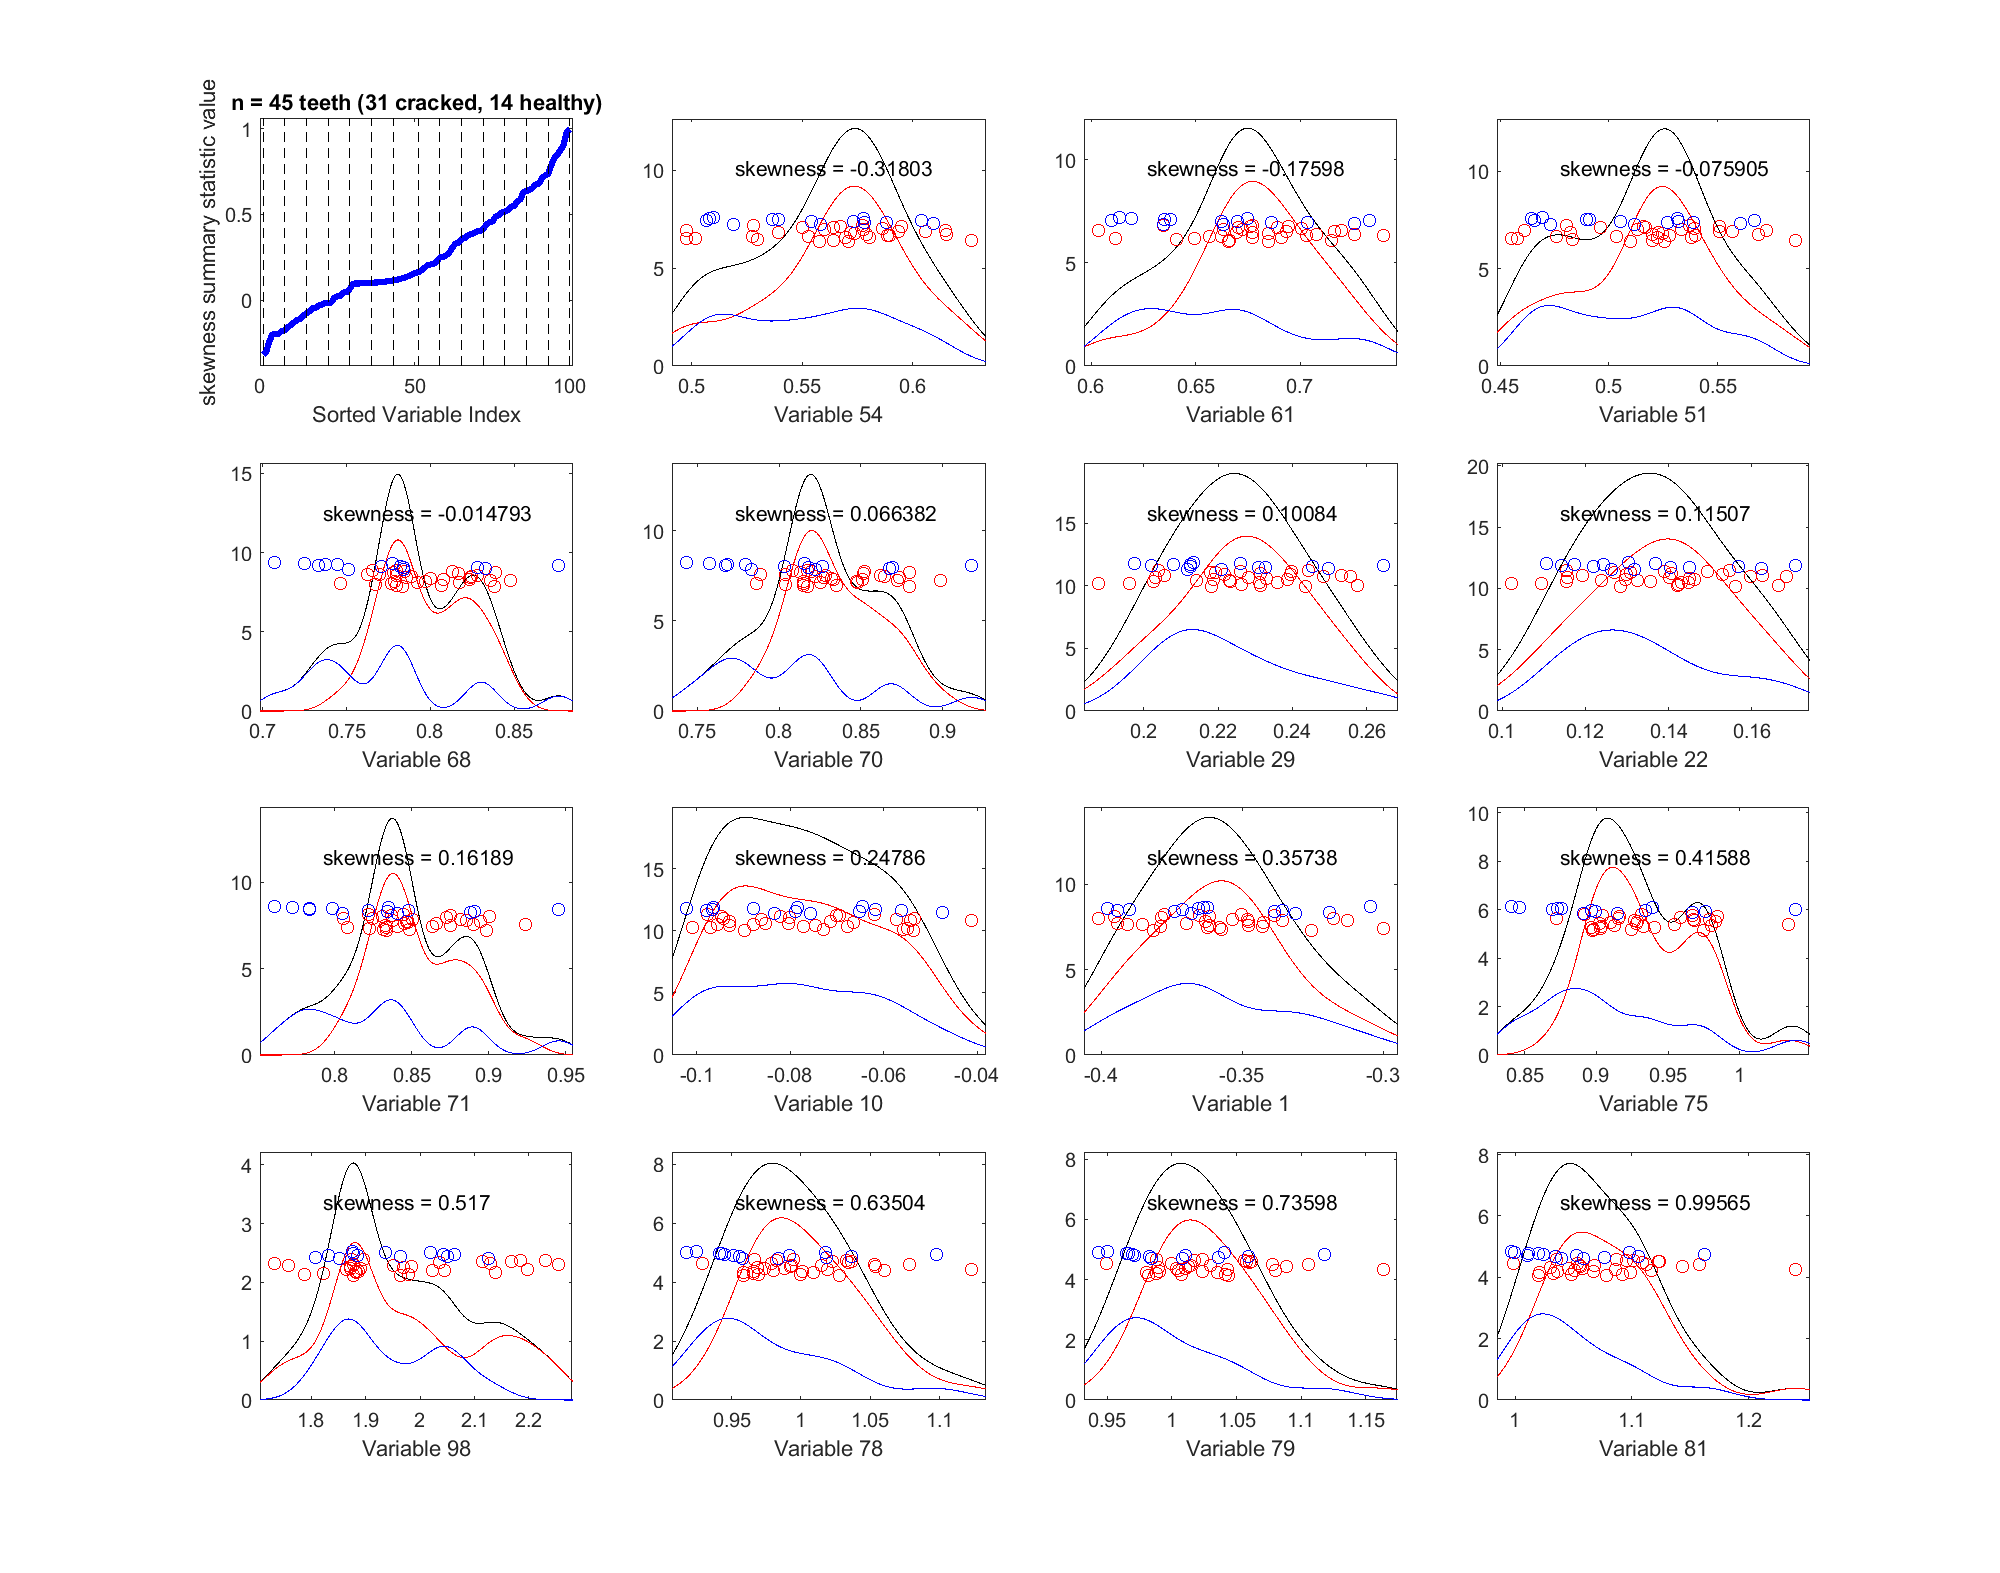 n = 45 teeth (31 cracked, 14 healthy)
skewness summary statistic value
1
0.5
0
0 50 100
Sorted Variable Index
skewness = -0.31803
10
5
0
0.5 0.55 0.6
Variable 54
skewness = -0.17598
10
5
0
0.6 0.65 0.7
Variable 61
skewness = -0.075905
10
5
0
0.45 0.5 0.55
Variable 51
skewness = -0.014793
15
10
5
0
0.7 0.75 0.8 0.85
Variable 68
skewness = 0.066382
10
5
0
0.75 0.8 0.85 0.9
Variable 70
skewness = 0.10084
15
10
5
0
0.2 0.22 0.24 0.26
Variable 29
skewness = 0.11507
20
15
10
5
0
0.1 0.12 0.14 0.16
Variable 22
skewness = 0.16189
10
5
0
0.8 0.85 0.9 0.95
Variable 71
skewness = 0.24786
15
10
5
0
-0.1 -0.08 -0.06 -0.04
Variable 10
skewness = 0.35738
10
5
0
-0.4 -0.35 -0.3
Variable 1
skewness = 0.41588
10
8
6
4
2
0
0.85 0.9 0.95 1
Variable 75
skewness = 0.517
4
3
2
1
0
1.8 1.9 2 2.1 2.2
Variable 98
skewness = 0.63504
8
6
4
2
0
0.95 1 1.05 1.1
Variable 78
skewness = 0.73598
8
6
4
2
0
0.95 1 1.05 1.1 1.15
Variable 79
skewness = 0.99565
8
6
4
2
0
1 1.1 1.2
Variable 81